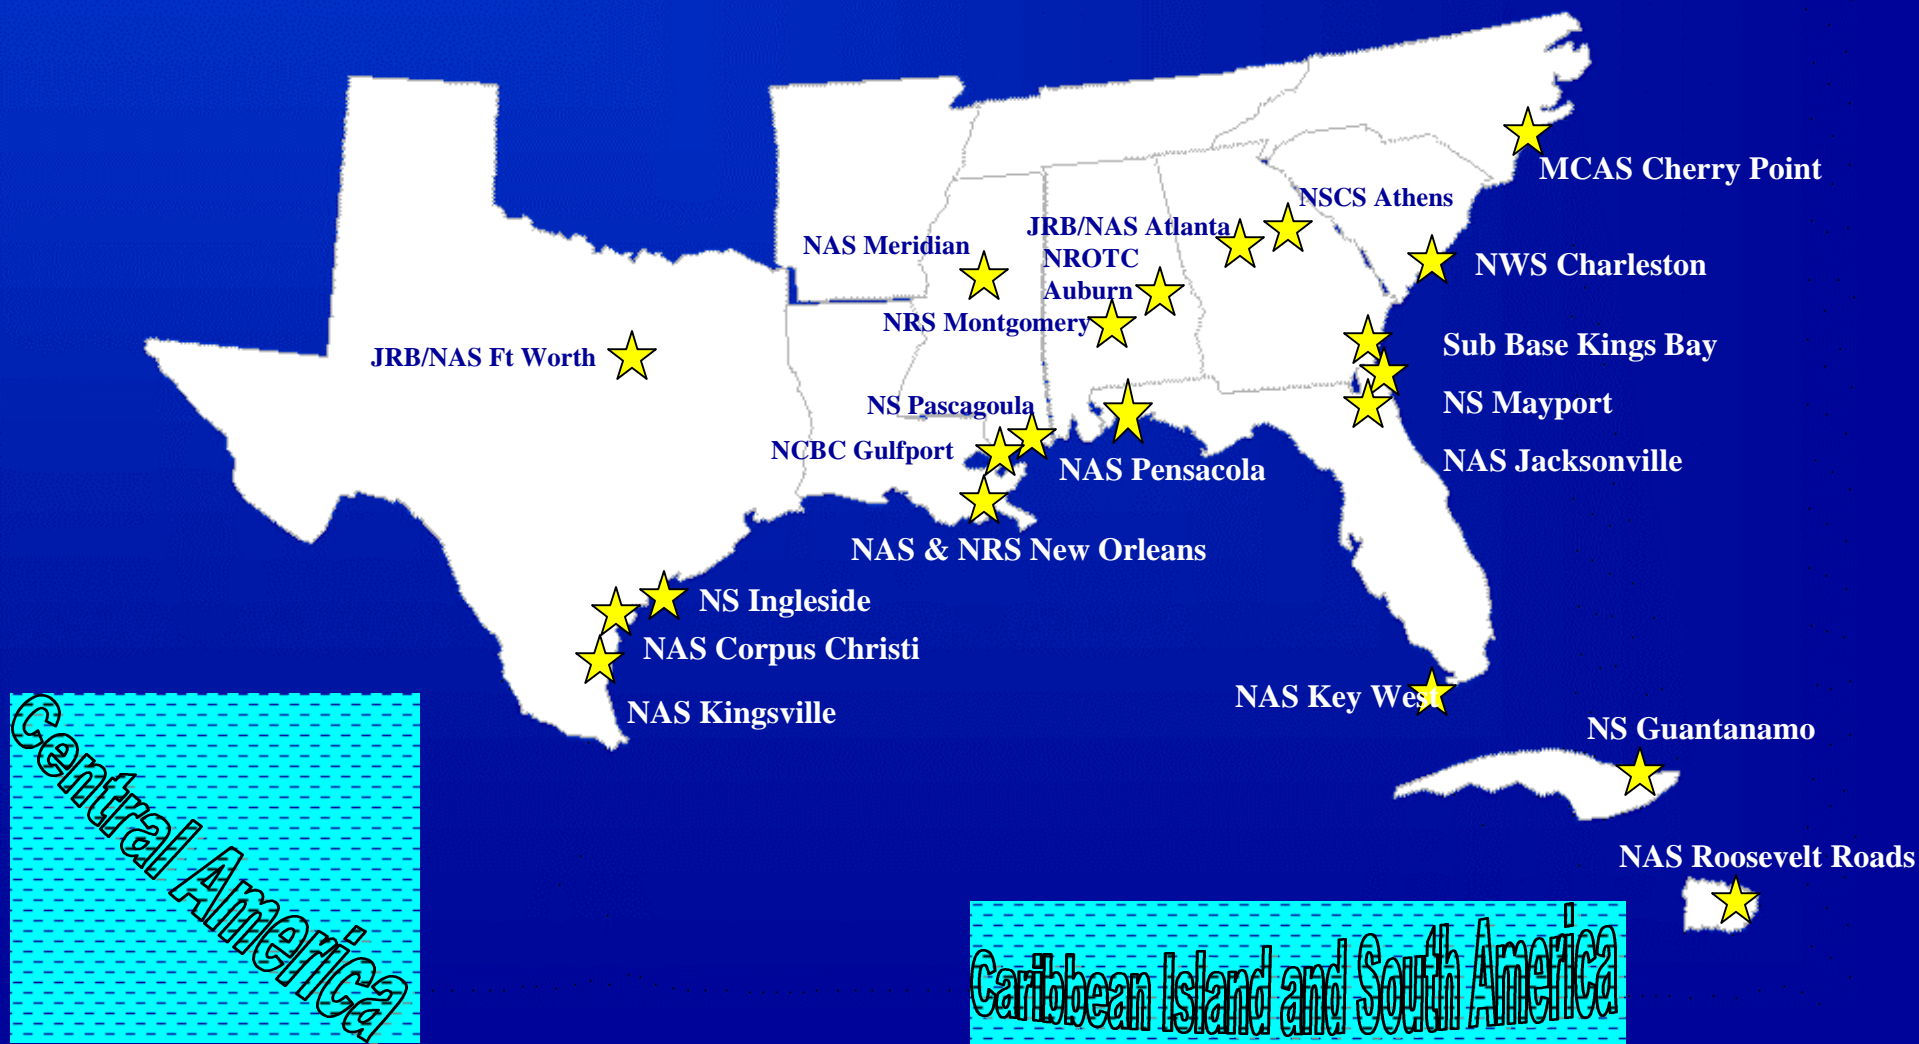 MCAS Cherry Point
NSCS Athens
JRB/NAS Atlanta
NAS Meridian
NROTC
Auburn
NWS Charleston
NRS Montgomery
Sub Base Kings Bay
JRB/NAS Ft Worth
NS Pascagoula
NS Mayport
NCBC Gulfport
NAS Pensacola
NAS Jacksonville
NAS & NRS New Orleans
NS Ingleside
NAS Corpus Christi
NAS Key West
NAS Kingsville
NS Guantanamo
Central America
NAS Roosevelt Roads
Caribbean Island and South America